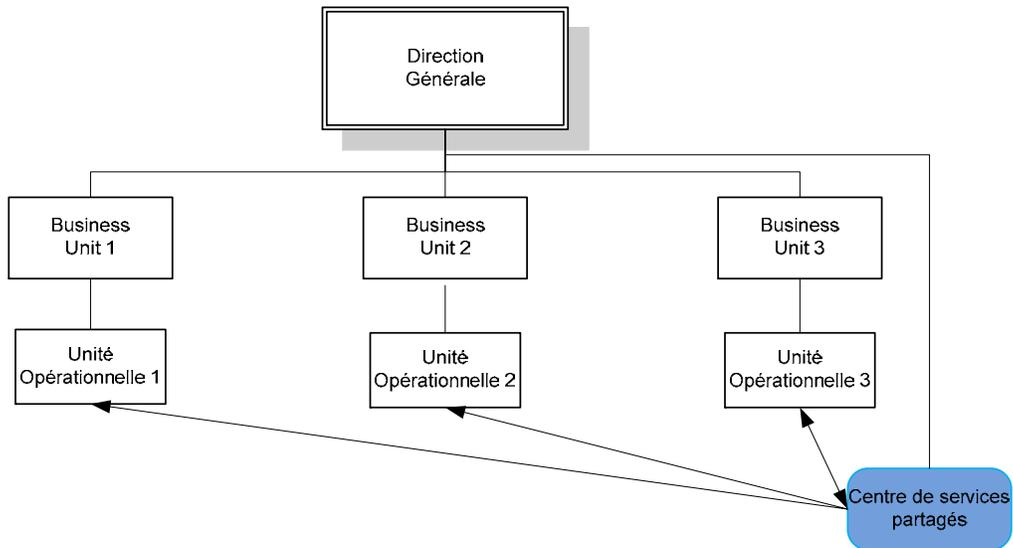 Direction
Générale
Business
Unit 1
Business
Unit 2
Business
Unit 3
Unité
Opérationnelle 1
Unité
Opérationnelle 2
Unité
Opérationnelle 3
Centre de services
partagés